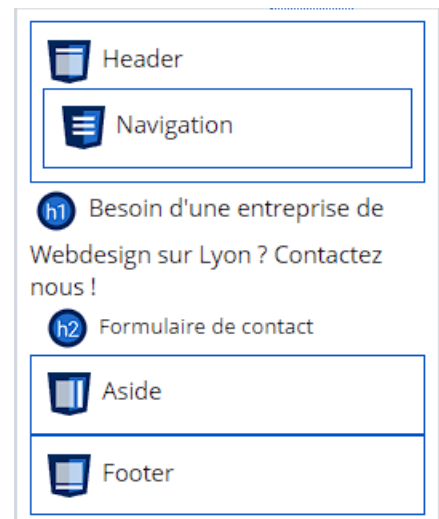 Header
Navigation
h1 Besoin d'une entreprise de
Webdesign sur Lyon ? Contactez
nous !
h2 Formulaire de contact
Aside
Footer